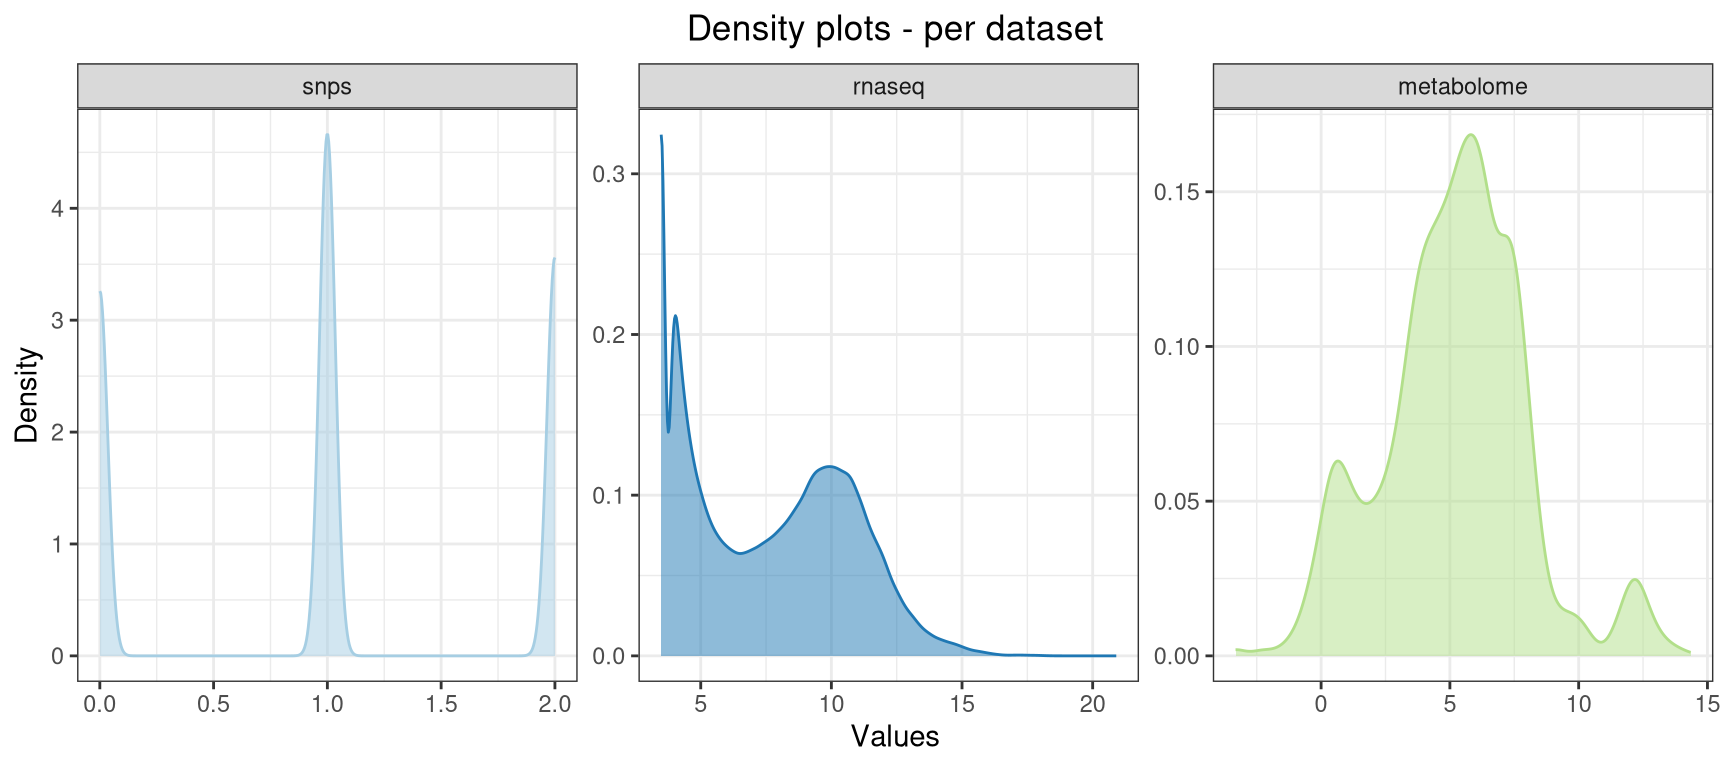 Density plots - per dataset
snps
rnaseq
metabolome
Density
4
3
2
1
0
0.0 0.5 1.0 1.5 2.0
0.3
0.2
0.1
0.0
5 10 15 20
0.15
0.10
0.05
0.00
0 5 10 15
Values